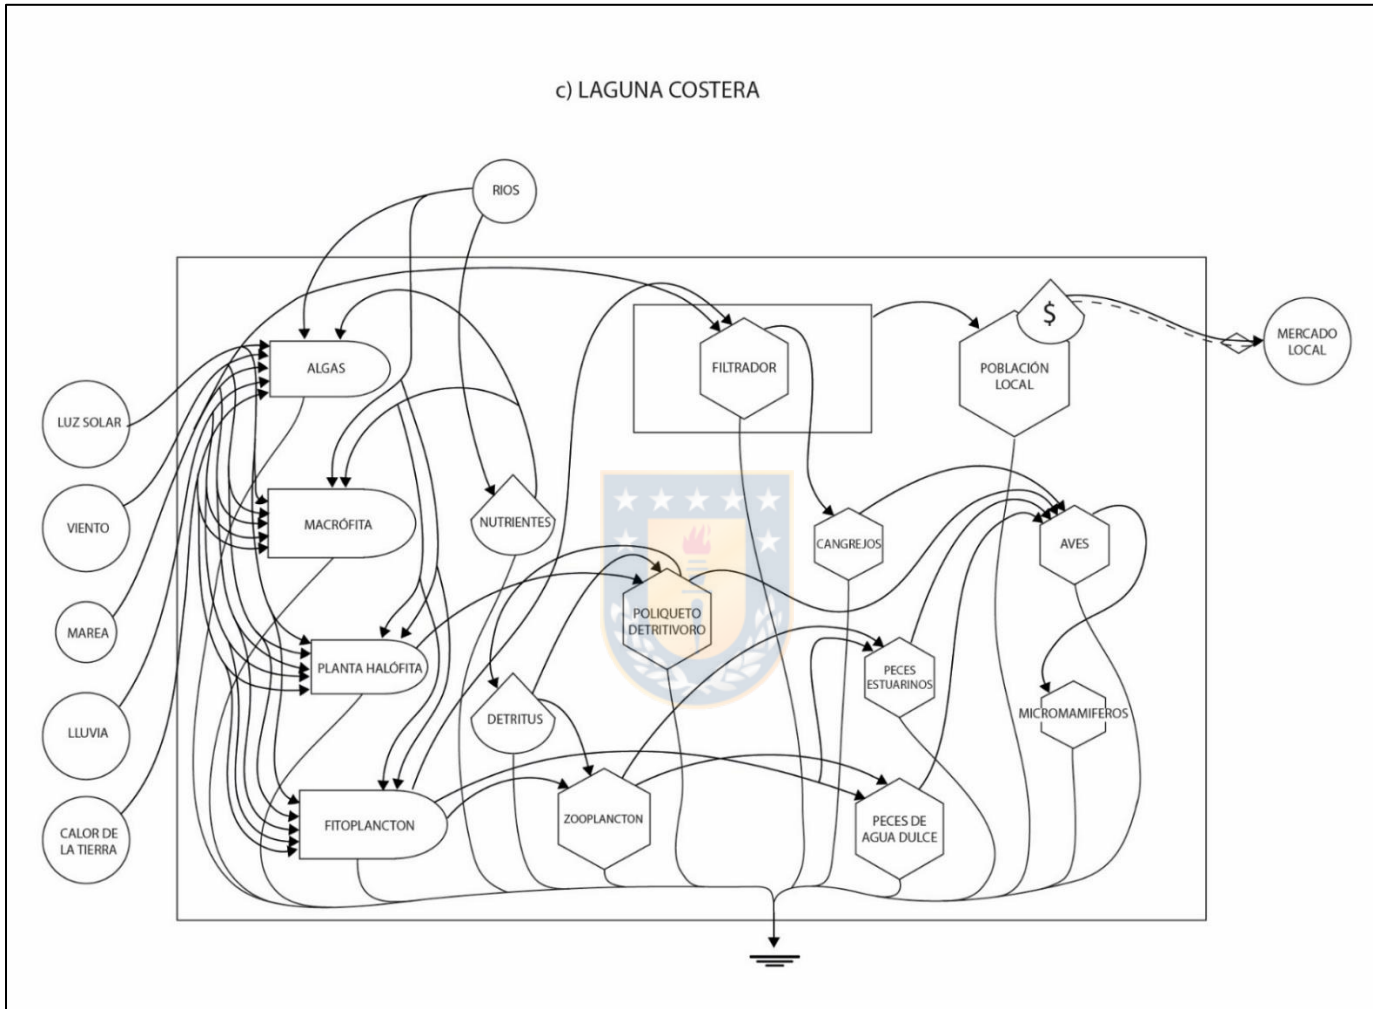 c) LAGUNA COSTERA
RIOS
ALGAS
FILTRADOR
$
POBLACIÓN
LOCAL
MERCADO
LOCAL
LUZ SOLAR
VIENTO
MACRÓFITA
NUTRIENTES
CANGREJOS
AVES
MAREA
POLIQUETO
DETRITIVORO
PLANTA HALÓFITA
PECES
ESTUARINOS
LLUVIA
DETRITUS
MICROMAMIFEROS
CALOR DE
LA TIERRA
FITOPLANCTON
ZOOPLANCTON
PECES DE
AGUA DULCE